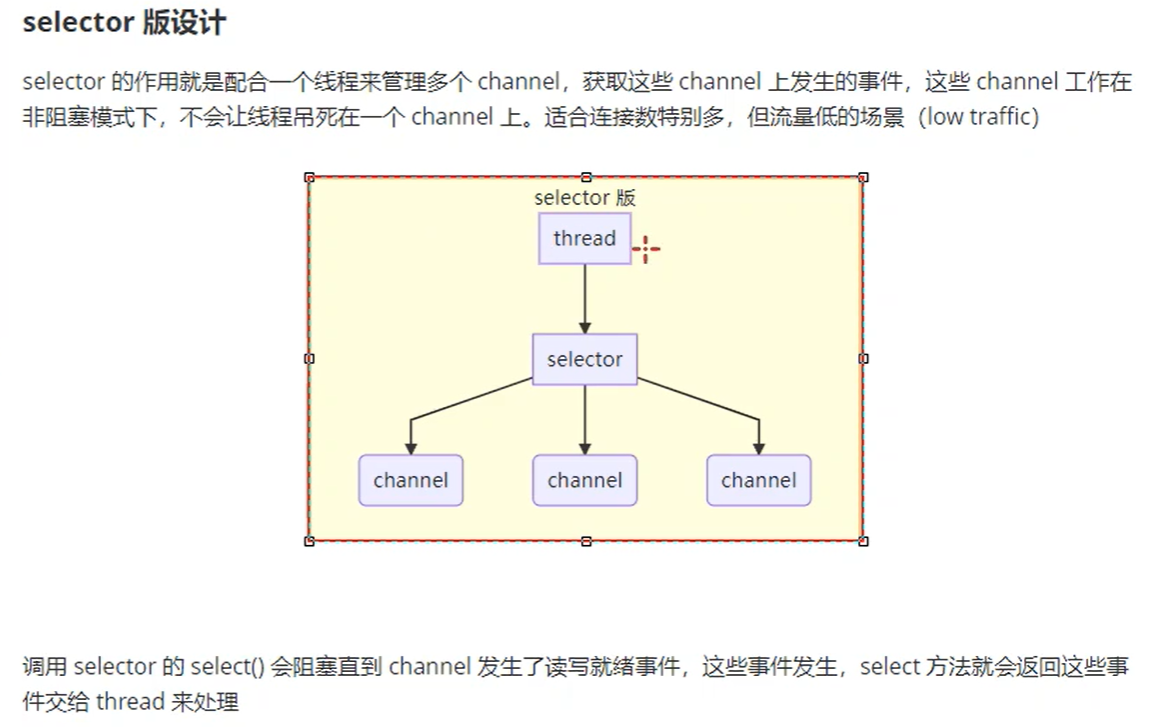 selector 版设计
selector 的作用就是配合一个线程来管理多个 channel，获取这些 channel 上发生的事件，这些 channel 工作在
非阻塞模式下，不会让线程吊死在一个 channel 上。适合连接数特别多，但流量低的场景（low traffic）
selector 版
thread
selector
channel
channel
channel
调用 selector 的 select() 会阻塞直到 channel 发生了读写就绪事件，这些事件发生，select 方法就会返回这些事
件交给 thread 来处理